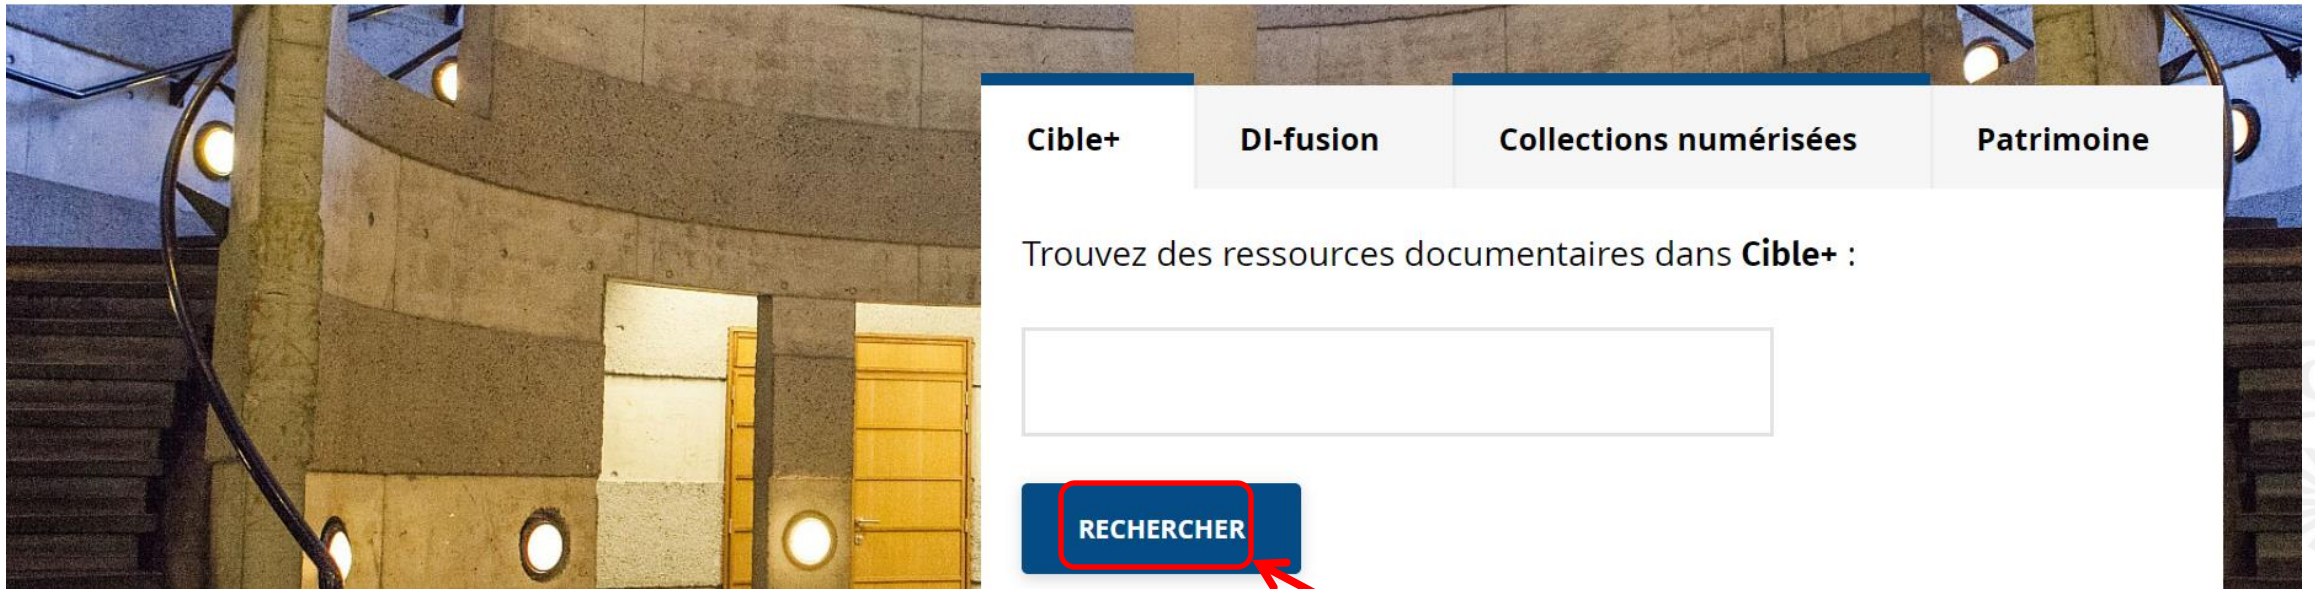 Cible+ DI-fusion Collections numérisées Patrimoine
Trouvez des ressources documentaires dans Cible+ :
RECHERCHER